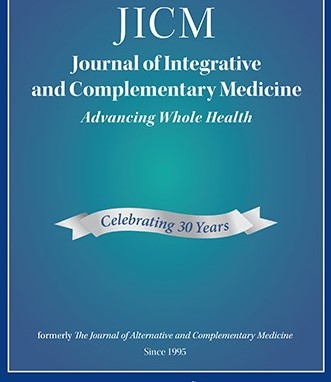 JICM
Journal of Integrative
and Complementary Medicine
Advancing Whole Health
Celebrating 30 Years
formerly The Journal of Alternative and Complementary Medicine
Since 1995